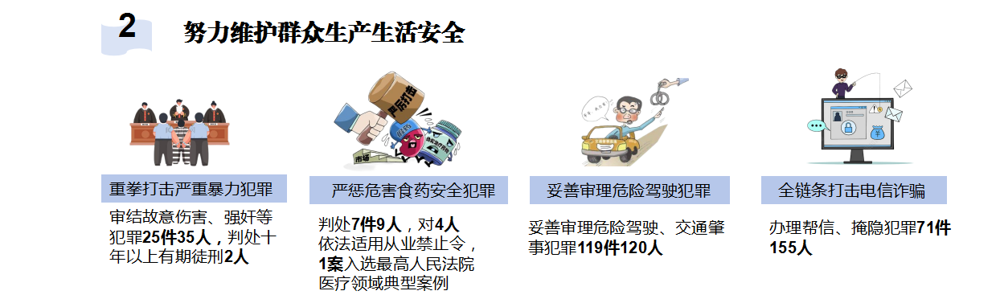 2
努力维护群众生产生活安全
严厉打击
市场
重拳打击严重暴力犯罪
审结故意伤害、强奸等
犯罪25件35人，判处十
年以上有期徒刑2人
严惩危害食药安全犯罪
判处7件9人，对4人
依法适用从业禁止令，
1案入选最高人民法院
医疗领域典型案例
妥善审理危险驾驶犯罪
妥善审理危险驾驶、交通肇
事犯罪119件120人
全链条打击电信诈骗
办理帮信、掩隐犯罪71件
155人